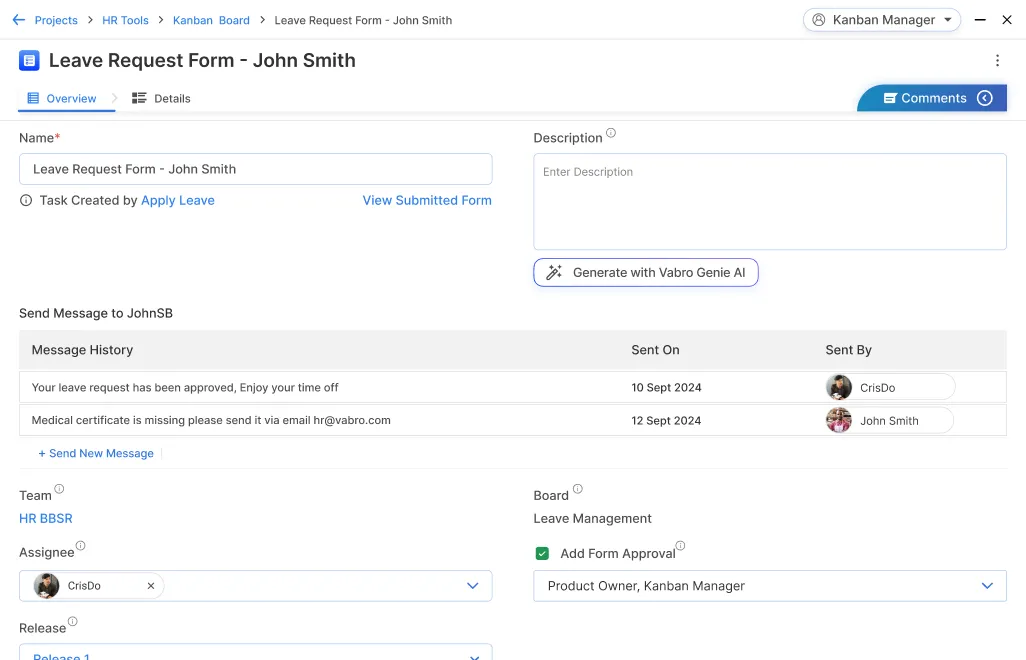 Projects > HR Tools > Kanban Board > Leave Request Form - John Smith
Kanban Manager
Leave Request Form - John Smith
Overview
Details
Comments
Name*
Leave Request Form - John Smith
Task Created by Apply Leave
View Submitted Form
Description
Enter Description
Generate with Vabro Genie AI
Send Message to JohnSB
Message History Sent On Sent By
Your leave request has been approved, Enjoy your time off 10 Sept 2024 CrisDo
Medical certificate is missing please send it via email hr@vabro.com 12 Sept 2024 John Smith
+ Send New Message
Team
HR BBSR
Board
Leave Management
Assignee
CrisDo
Add Form Approval
Product Owner, Kanban Manager
Release
Release 1